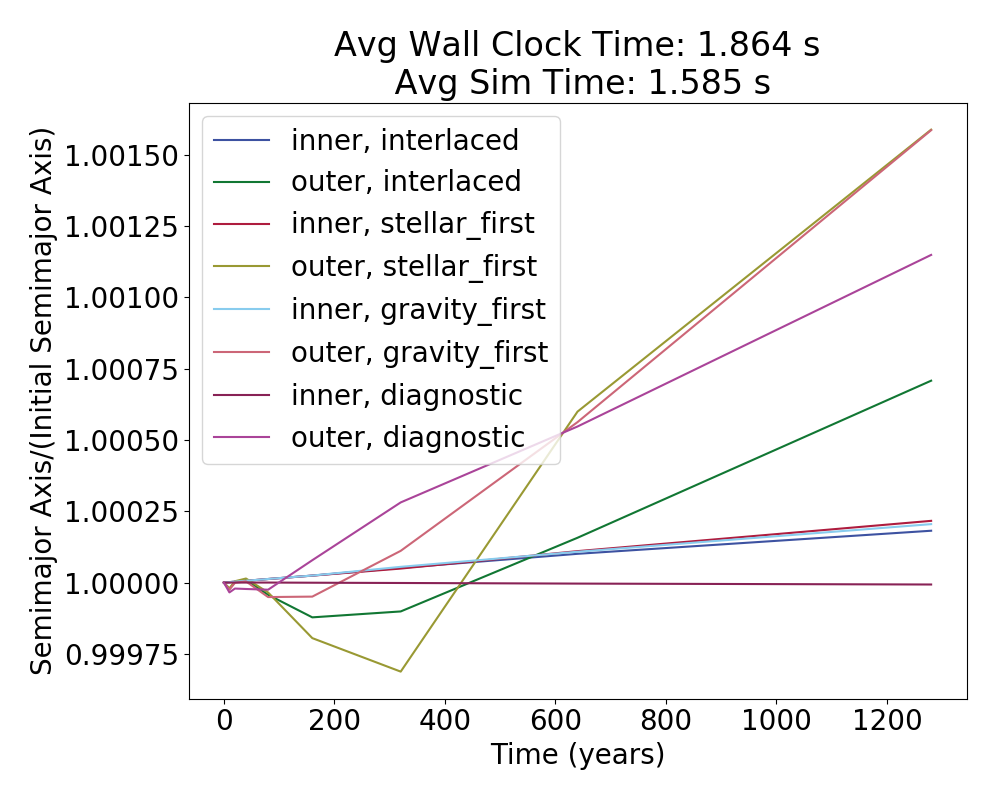 Avg Wall Clock Time: 1.864 s
Avg Sim Time: 1.585 s
Semimajor Axis/(Initial Semimajor Axis)
1.00150
1.00125
1.00100
1.00075
1.00050
1.00025
1.00000
0.99975
inner, interlaced
outer, interlaced
inner, stellar_first
outer, stellar_first
inner, gravity_first
outer, gravity_first
inner, diagnostic
outer, diagnostic
0 200 400 600 800 1000 1200
Time (years)